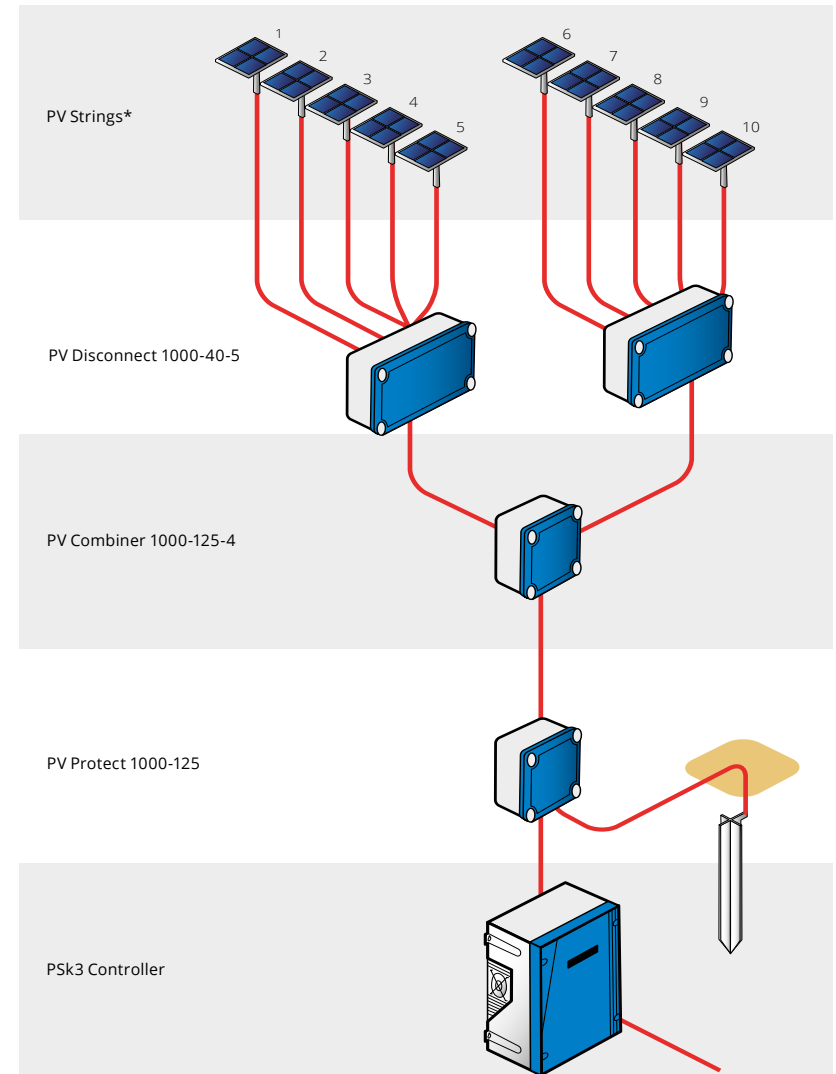 1
2
3
4
5
6
7
8
9
10
PV Strings*
PV Disconnect 1000-40-5
PV Combiner 1000-125-4
PV Protect 1000-125
PSk3 Controller